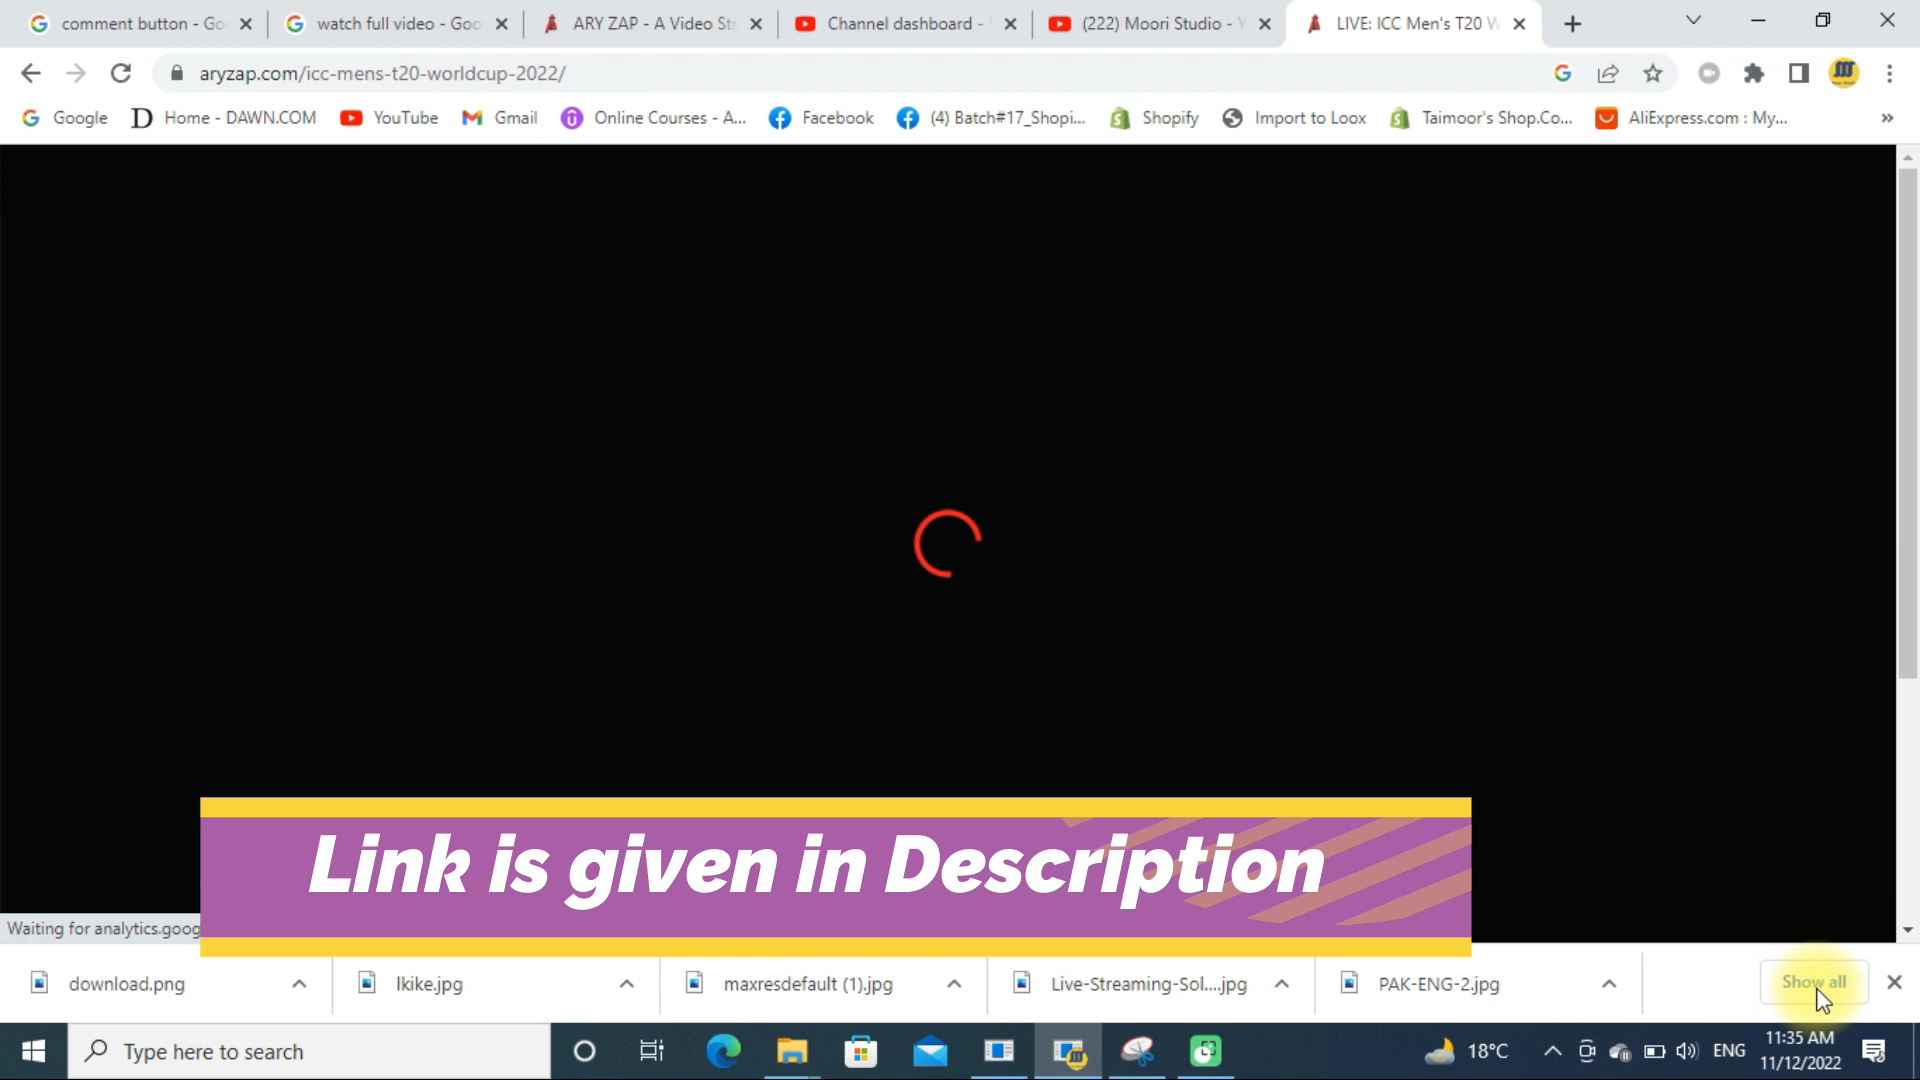 comment button - Go
watch full video - Goo
ARY ZAP - A Video Str
Channel dashboard -
(222) Moori Studio - Y
LIVE: ICC Men's T20 W
aryzap.com/icc-mens-t20-worldcup-2022/
Google
Home - DAWN.COM
YouTube
Gmail
Online Courses - A...
Facebook
(4) Batch#17_Shopi...
Shopify
Import to Loox
Taimoor's Shop.Co...
AliExpress.com : My...
Link is given in Description
Waiting for analytics.goog
download.png
lkike.jpg
maxresdefault (1).jpg
Live-Streaming-Sol....jpg
PAK-ENG-2.jpg
Show all
Type here to search
18°C
ENG
11:35 AM
11/12/2022